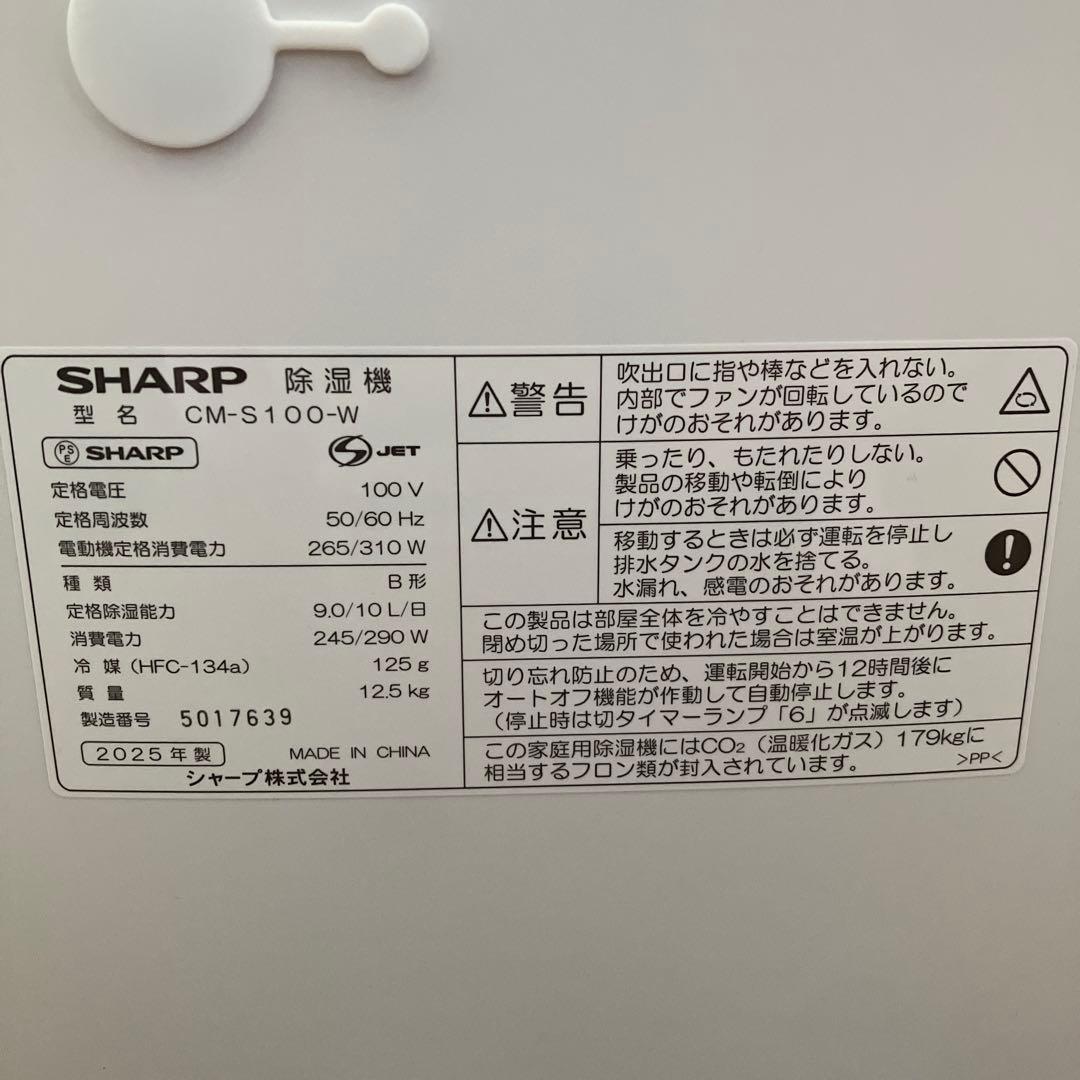 SHARP 除湿機
型名 CM-S100-W
PSE SHARP S JET
定格電圧 100 V
定格周波数 50/60 Hz
電動機定格消費電力 265/310 W
種類 B形
定格除湿能力 9.0/10 L/日
消費電力 245/290 W
冷媒(HFC-134a) 125 g
質量 12.5 kg
製造番号 5017639
2025年製 MADE IN CHINA
シャープ株式会社
警告
吹出口に指や棒などを入れない。
内部でファンが回転しているので
けがのおそれがあります。
注意
乗ったり、もたれたりしない。
製品の移動や転倒により
けがのおそれがあります。
移動するときは必ず運転を停止し
排水タンクの水を捨てる。
水漏れ、感電のおそれがあります。
この製品は部屋全体を冷やすことはできません。
閉め切った場所で使われた場合は室温が上がります。
切り忘れ防止のため、運転開始から12時間後に
オートオフ機能が作動して自動停止します。
(停止時は切タイマーランプ「6」が点滅します)
この家庭用除湿機にはCO₂(温暖化ガス)179kgに
相当するフロン類が封入されています。
>PP<